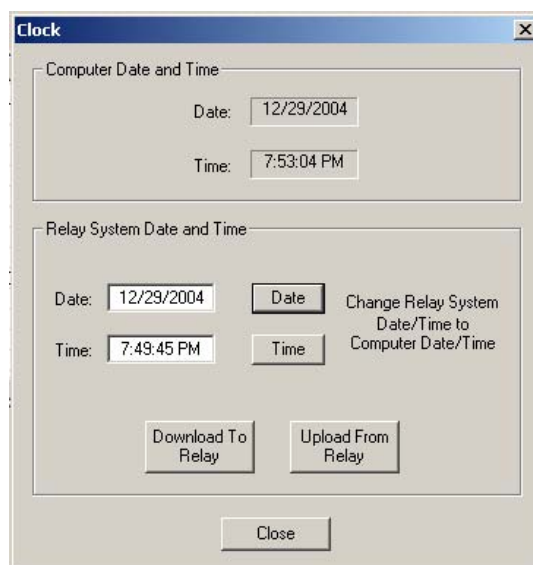 Clock
Computer Date and Time
Date: 12/29/2004
Time: 7:53:04 PM
Relay System Date and Time
Date: 12/29/2004 Date
Time: 7:49:45 PM Time
Change Relay System
Date/Time to
Computer Date/Time
Download To
Relay
Upload From
Relay
Close